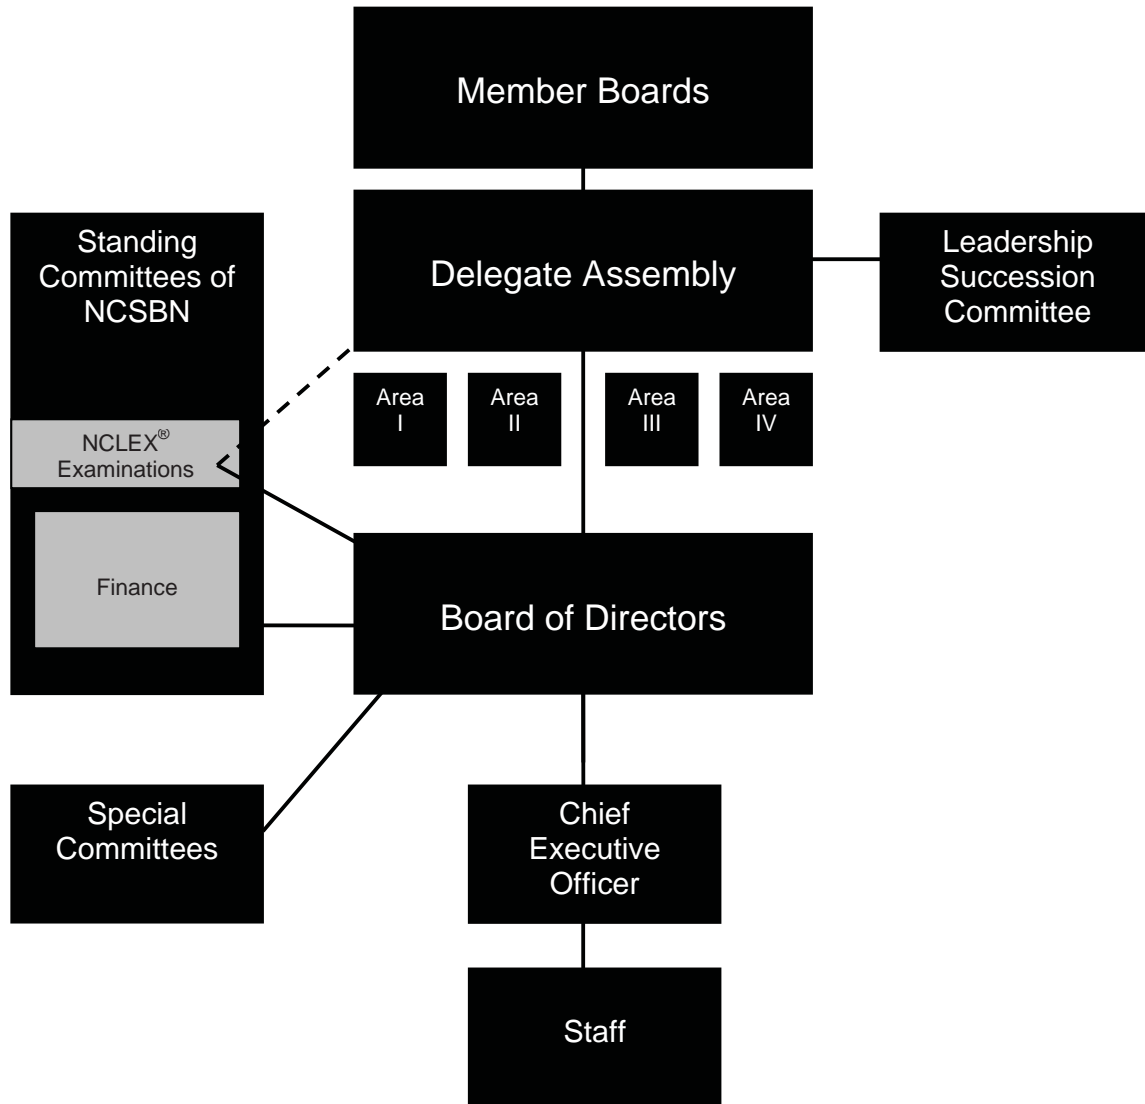 Member Boards
Standing
Committees of
NCSBN
Delegate Assembly
Leadership
Succession
Committee
Area
I
Area
II
Area
III
Area
IV
NCLEX®
Examinations
Finance
Board of Directors
Special
Committees
Chief
Executive
Officer
Staff